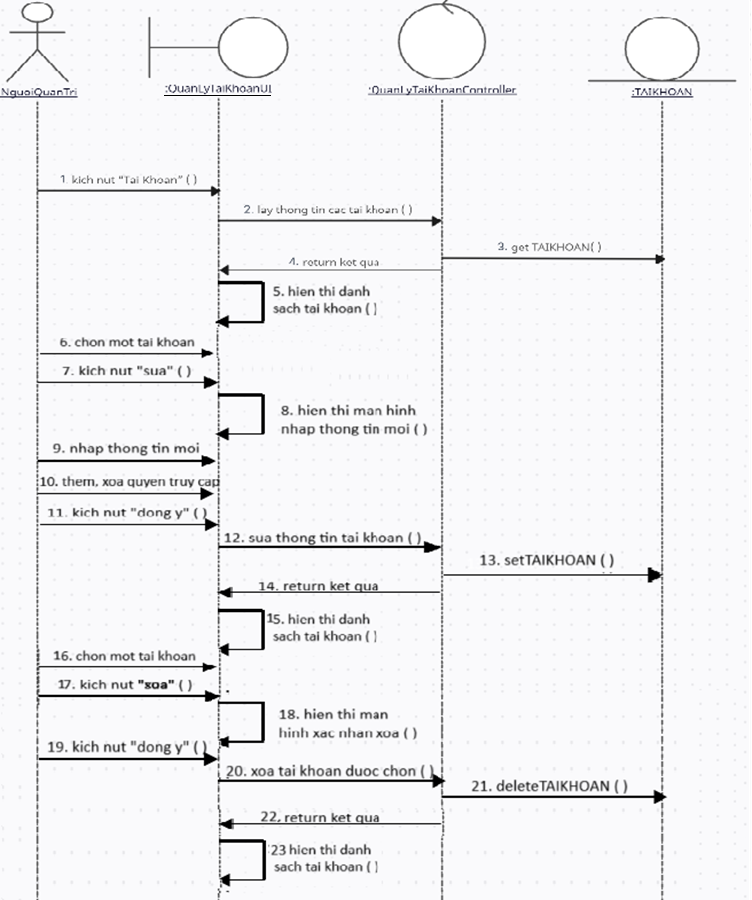 NguoiQuanTri
:QuanLyTaiKhoanUI
:QuanLyTaiKhoanController
:TAIKHOAN
1. kich nut "Tai Khoan" ( )
2. lay thong tin cac tai khoan ( )
3. get TAIKHOAN( )
4. return ket qua
5. hien thi danh
sach tai khoan ( )
6. chon mot tai khoan
7. kich nut "sua" ( )
8. hien thi man hinh
nhap thong tin moi ( )
9. nhap thong tin moi
10. them, xoa quyen truy cap
11. kich nut "dong y" ( )
12. sua thong tin tai khoan ( )
13. setTAIKHOAN ( )
14. return ket qua
15. hien thi danh
sach tai khoan ( )
16. chon mot tai khoan
17. kich nut "xoa" ( )
18. hien thi man
hinh xac nhan xoa ( )
19. kich nut "dong y" ( )
20. xoa tai khoan duoc chon ( )
21. deleteTAIKHOAN ( )
22. return ket qua
23 hien thi danh
sach tai khoan ( )